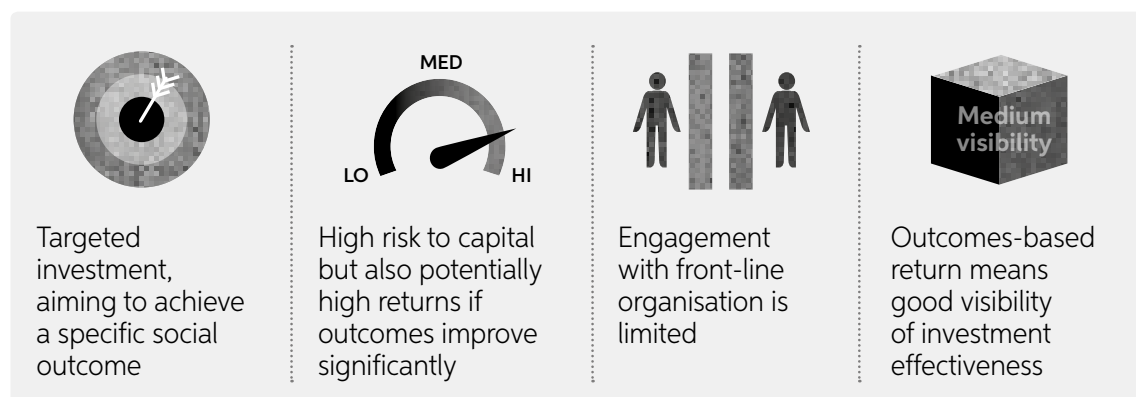 MED
LO
HI
Medium
visibility
Targeted
investment,
aiming to achieve
a specific social
outcome
High risk to capital
but also potentially
high returns if
outcomes improve
significantly
Engagement
with front-line
organisation is
limited
Outcomes-based
return means
good visibility
of investment
effectiveness